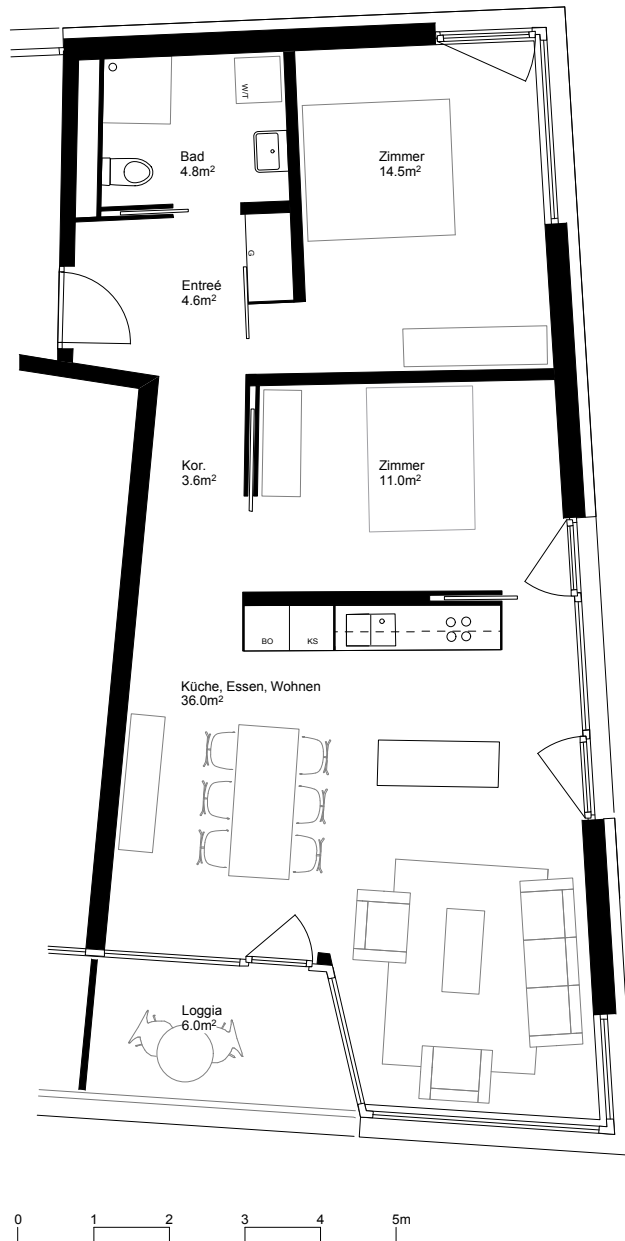 W/T
Bad
4.8m²
Zimmer
14.5m²
G
Entreé
4.6m²
Kor.
3.6m²
Zimmer
11.0m²
BO
KS
Küche, Essen, Wohnen
36.0m²
Loggia
6.0m²
0 1 2 3 4 5m